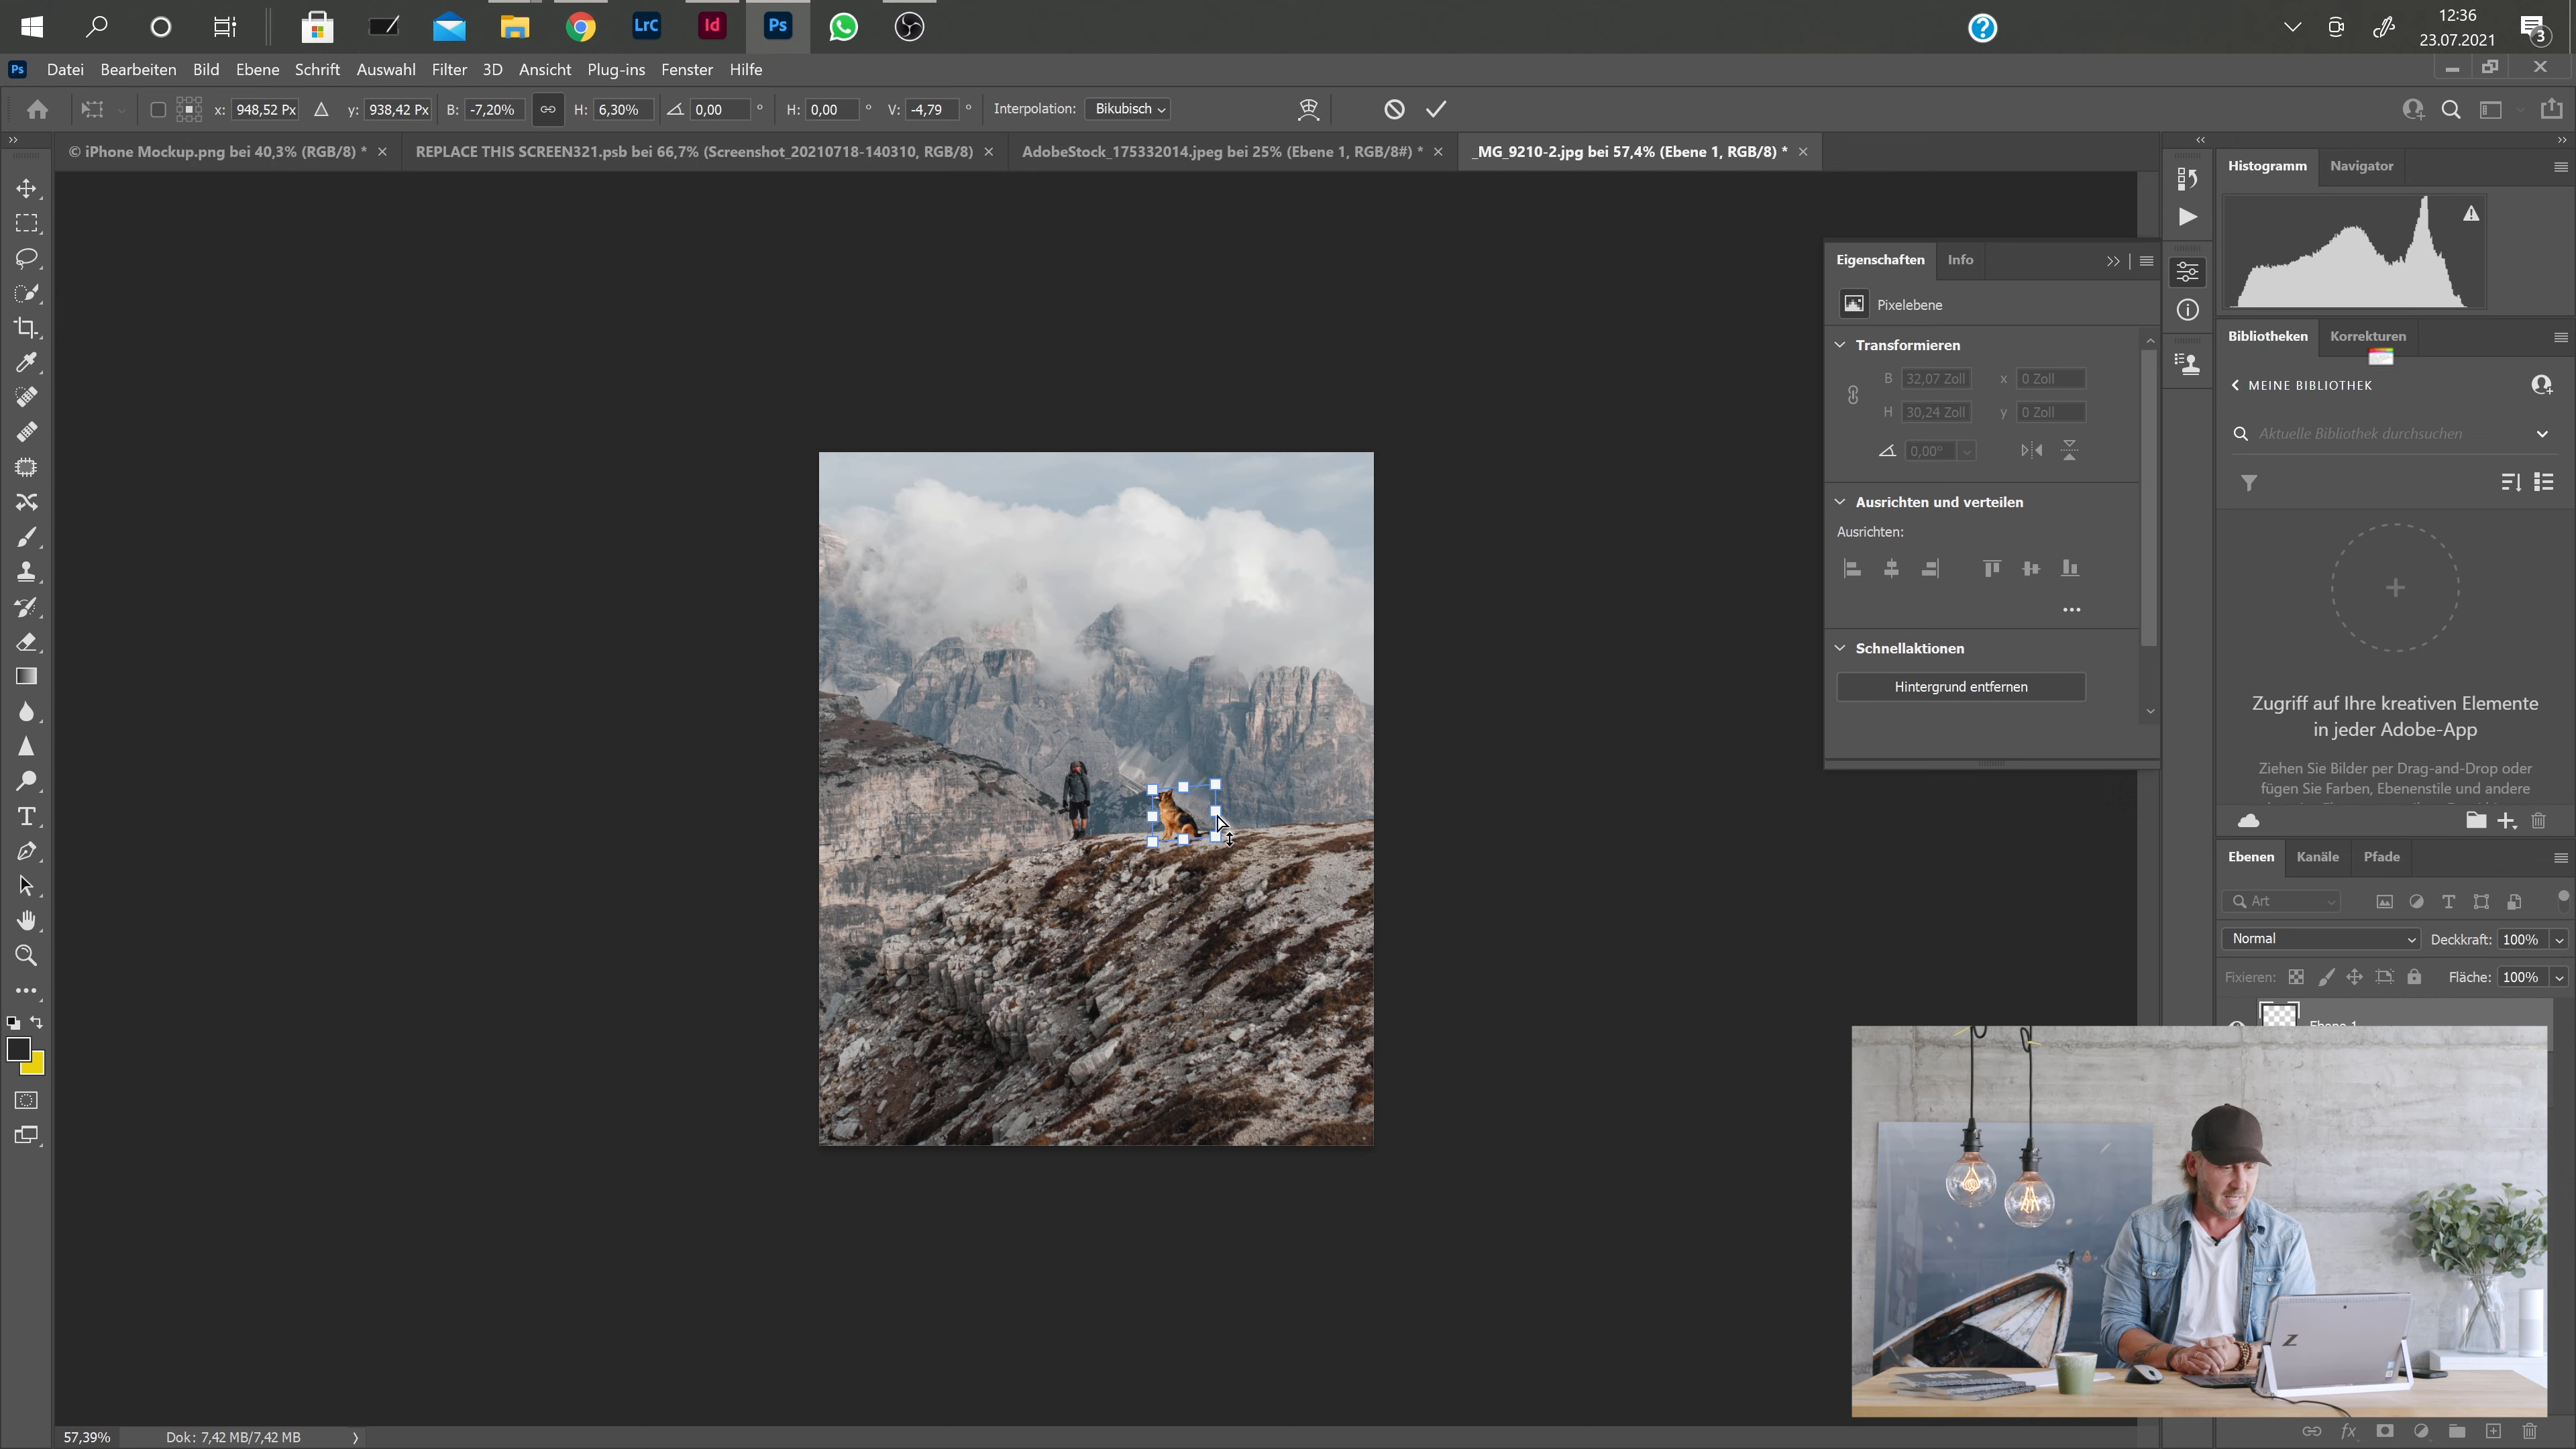 LrC
Id
Ps
12:36
23.07.2021
3
Ps Datei Bearbeiten Bild Ebene Schrift Auswahl Filter 3D Ansicht Plug-ins Fenster Hilfe
x: 948,52 Px y: 938,42 Px B: -7,20% H: 6,30% 0,00 ° H: 0,00 ° V: -4,79 ° Interpolation: Bikubisch
© iPhone Mockup.png bei 40,3% (RGB/8) * ×
REPLACE THIS SCREEN321.psb bei 66,7% (Screenshot_20210718-140310, RGB/8) ×
AdobeStock_175332014.jpeg bei 25% (Ebene 1, RGB/8#) * ×
_MG_9210-2.jpg bei 57,4% (Ebene 1, RGB/8) * ×
Eigenschaften Info
Pixelebene
Transformieren
B 32,07 Zoll x 0 Zoll
H 30,24 Zoll y 0 Zoll
0,00°
Ausrichten und verteilen
Ausrichten:
Schnellaktionen
Hintergrund entfernen
Histogramm Navigator
Bibliotheken Korrekturen
MEINE BIBLIOTHEK
Aktuelle Bibliothek durchsuchen
Zugriff auf Ihre kreativen Elemente
in jeder Adobe-App
Ziehen Sie Bilder per Drag-and-Drop oder
fügen Sie Farben, Ebenenstile und andere
Ebenen Kanäle Pfade
Art
Normal Deckkraft: 100%
Fixieren: Fläche: 100%
Ebene 1
Z
fx
57,39% Dok: 7,42 MB/7,42 MB